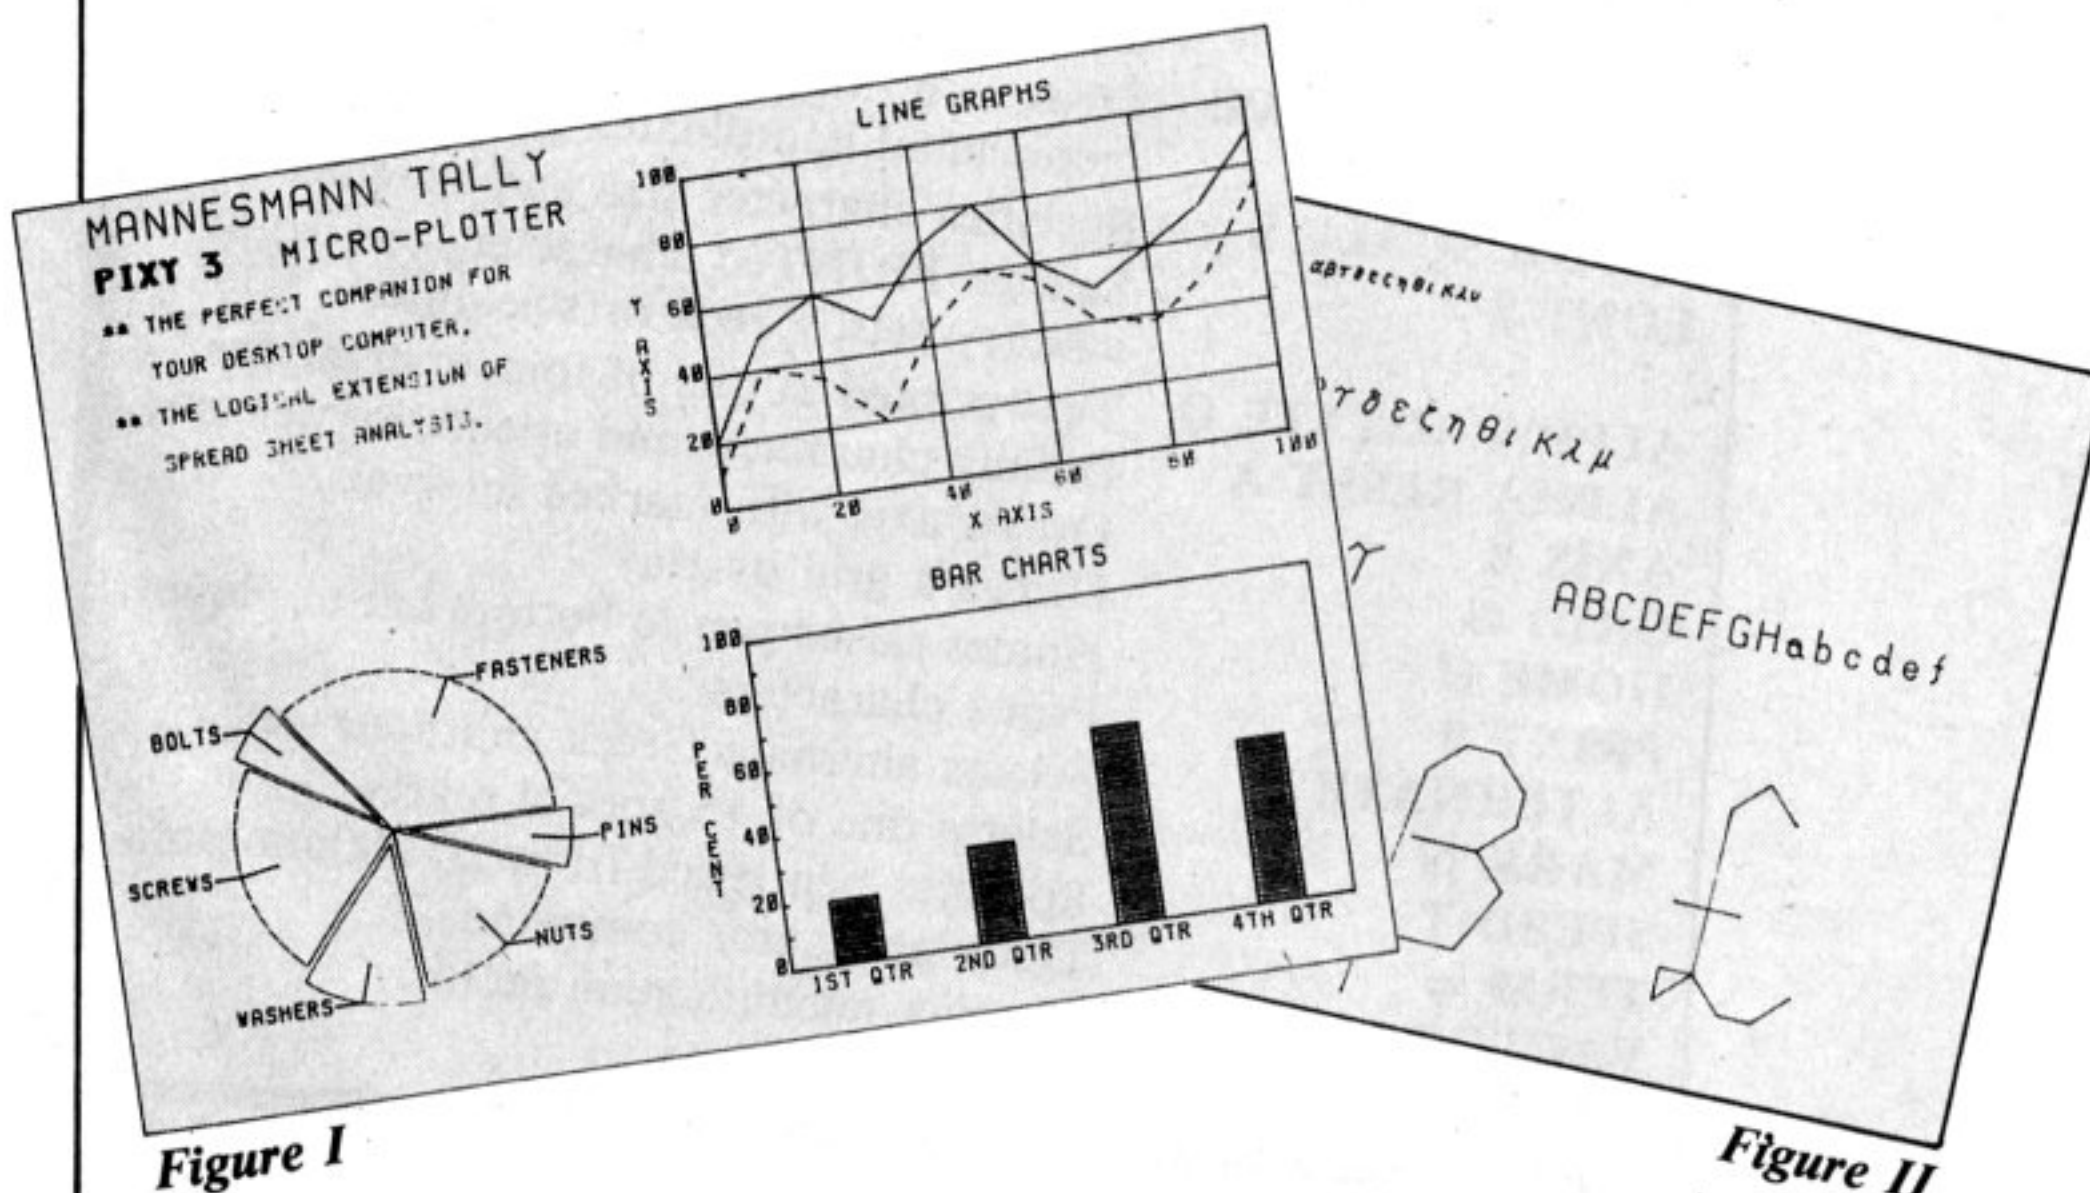 MANNESMANN TALLY
PIXY 3 MICRO-PLOTTER
** THE PERFECT COMPANION FOR
YOUR DESKTOP COMPUTER.
** THE LOGICAL EXTENSION OF
SPREAD SHEET ANALYSIS.
LINE GRAPHS
100
80
60
40
20
0
Y AXIS
0 20 40 60 80 100
X AXIS
FASTENERS
BOLTS
PINS
SCREWS
NUTS
WASHERS
BAR CHARTS
100
80
60
40
20
0
PER CENT
1ST QTR 2ND QTR 3RD QTR 4TH QTR
Figure I
γδεζηθικλμ
γ
ABCDEFGHabcdef
Figure II